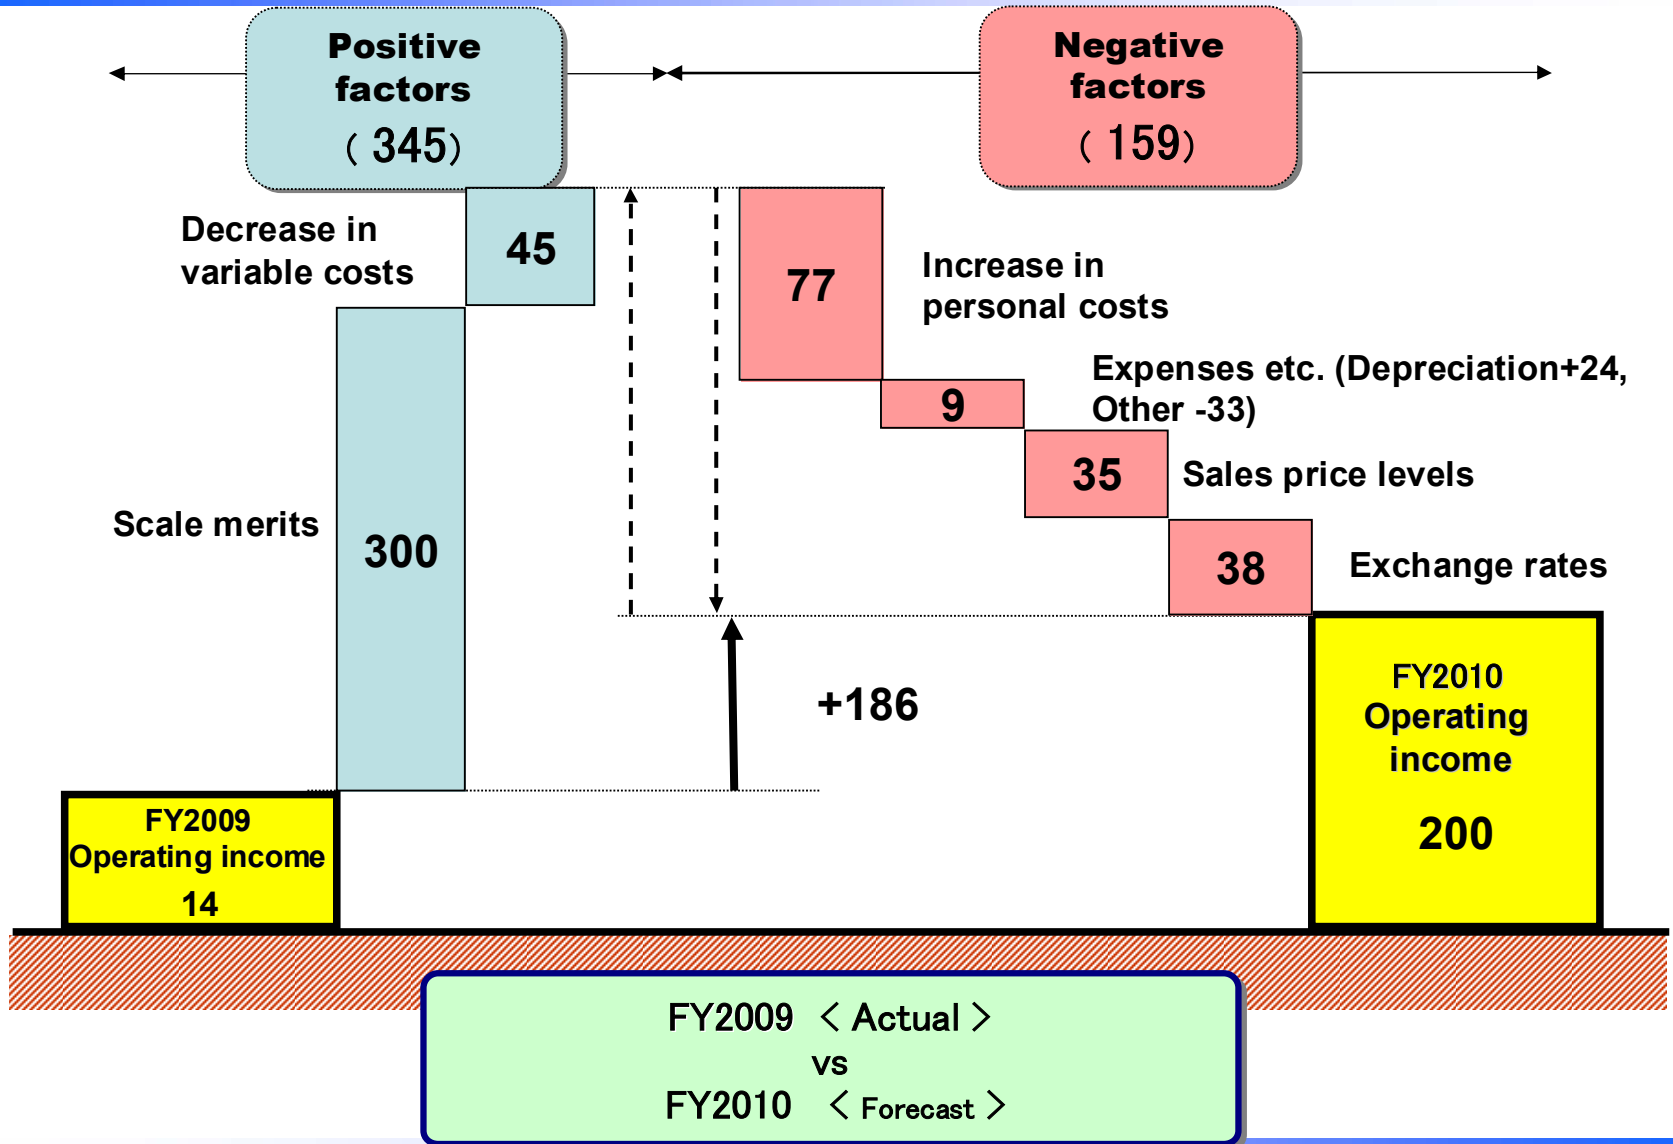 Positive
factors
( 345)
Negative
factors
( 159)
Decrease in
variable costs
45
77
Increase in
personal costs
Expenses etc. (Depreciation+24,
Other -33)
9
35
Sales price levels
Scale merits
300
38
Exchange rates
+186
FY2010
Operating
income
200
FY2009
Operating income
14
FY2009 < Actual >
vs
FY2010 < Forecast >